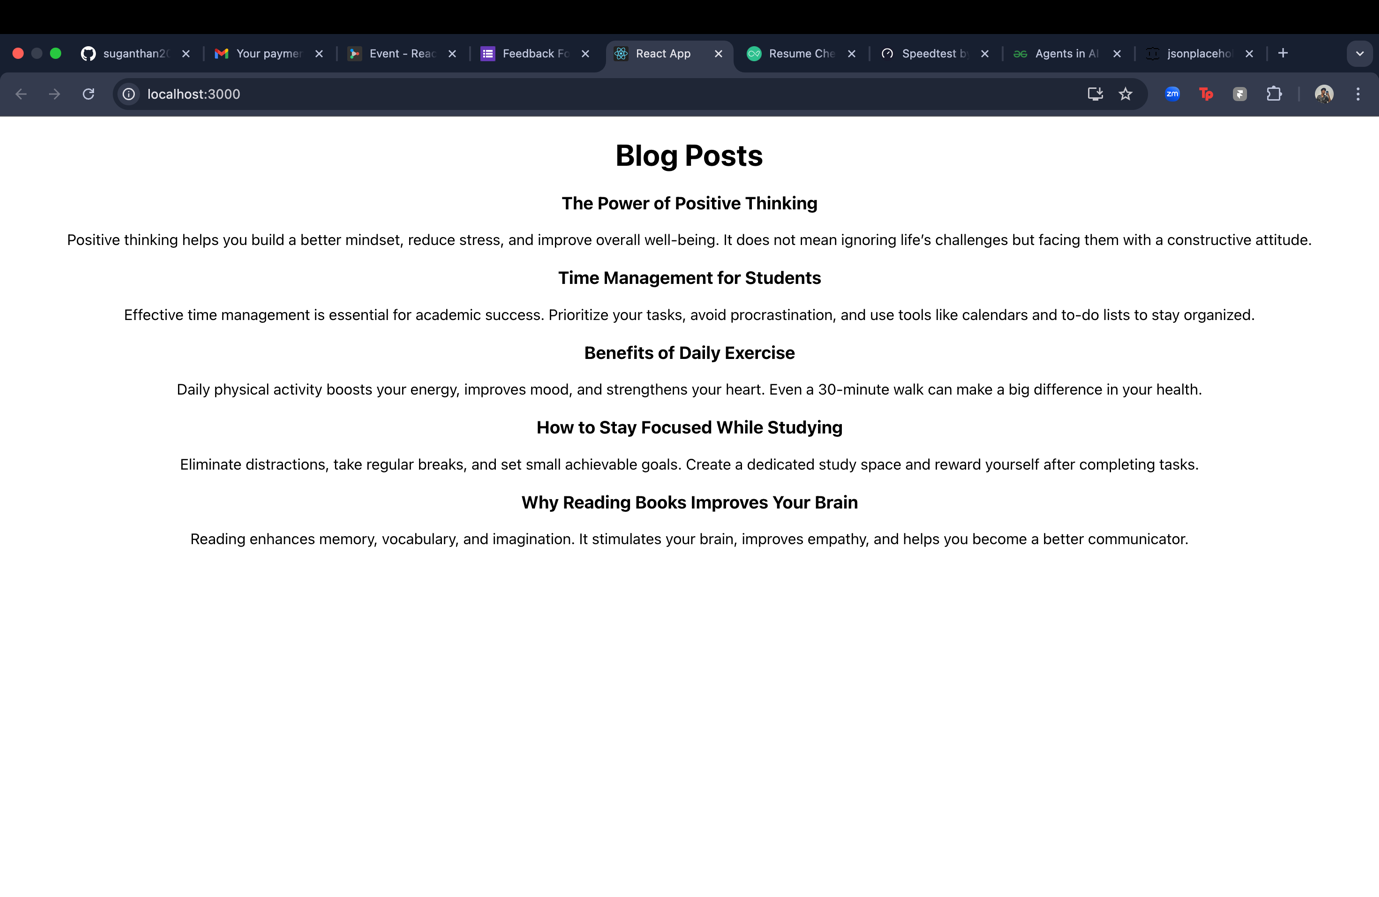 suganthan20
Your paymen
Event - Reac
Feedback Fo
React App
Resume Che
Speedtest by
Agents in AI
jsonplacehol
localhost:3000
zm
Tp
Blog Posts
The Power of Positive Thinking
Positive thinking helps you build a better mindset, reduce stress, and improve overall well-being. It does not mean ignoring life’s challenges but facing them with a constructive attitude.
Time Management for Students
Effective time management is essential for academic success. Prioritize your tasks, avoid procrastination, and use tools like calendars and to-do lists to stay organized.
Benefits of Daily Exercise
Daily physical activity boosts your energy, improves mood, and strengthens your heart. Even a 30-minute walk can make a big difference in your health.
How to Stay Focused While Studying
Eliminate distractions, take regular breaks, and set small achievable goals. Create a dedicated study space and reward yourself after completing tasks.
Why Reading Books Improves Your Brain
Reading enhances memory, vocabulary, and imagination. It stimulates your brain, improves empathy, and helps you become a better communicator.